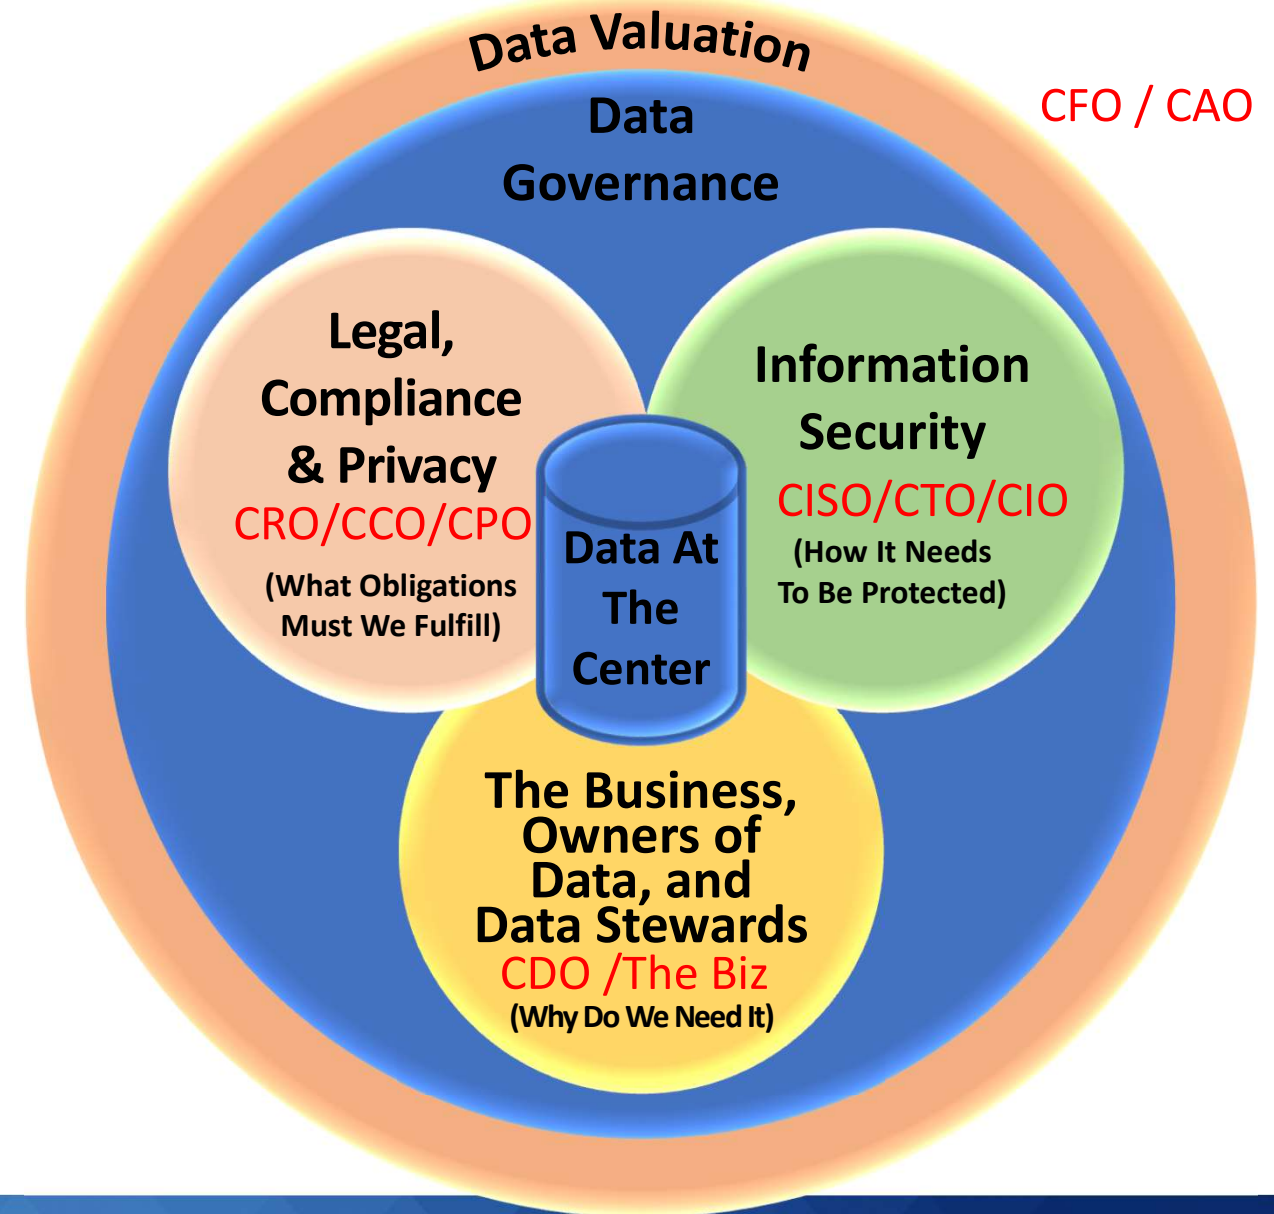 Data Valuation
CFO / CAO
Data
Governance
Legal,
Compliance
& Privacy
CRO/CCO/CPO
(What Obligations
Must We Fulfill)
Information
Security
CISO/CTO/CIO
(How It Needs
To Be Protected)
Data At
The
Center
The Business,
Owners of
Data, and
Data Stewards
CDO /The Biz
(Why Do We Need It)